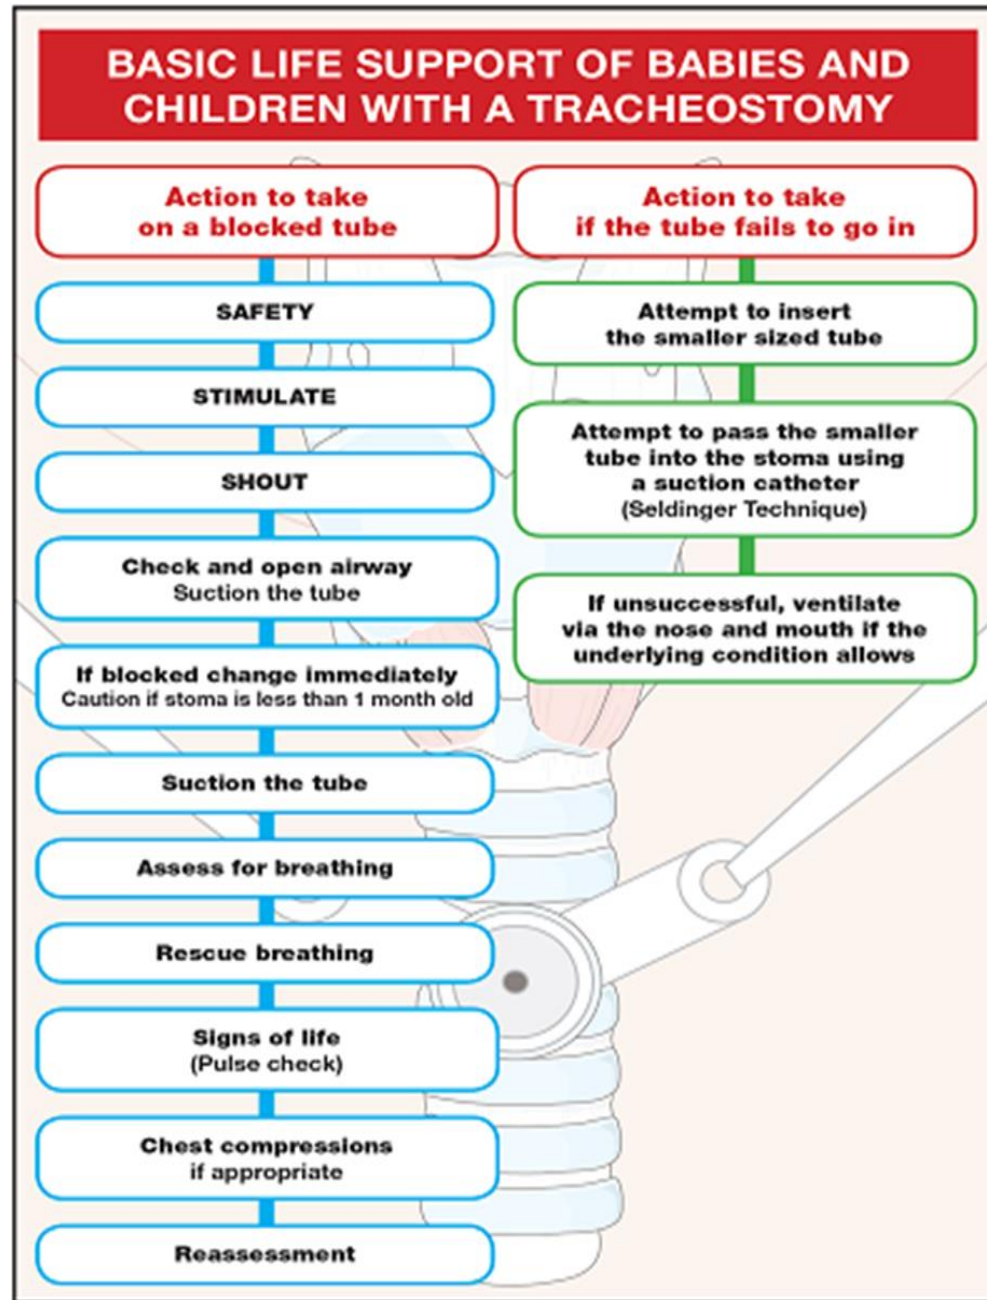 BASIC LIFE SUPPORT OF BABIES AND
CHILDREN WITH A TRACHEOSTOMY
Action to take
on a blocked tube
SAFETY
STIMULATE
SHOUT
Check and open airway
Suction the tube
If blocked change immediately
Caution if stoma is less than 1 month old
Suction the tube
Assess for breathing
Rescue breathing
Signs of life
(Pulse check)
Chest compressions
if appropriate
Reassessment
Action to take
if the tube fails to go in
Attempt to insert
the smaller sized tube
Attempt to pass the smaller
tube into the stoma using
a suction catheter
(Seldinger Technique)
If unsuccessful, ventilate
via the nose and mouth if the
underlying condition allows